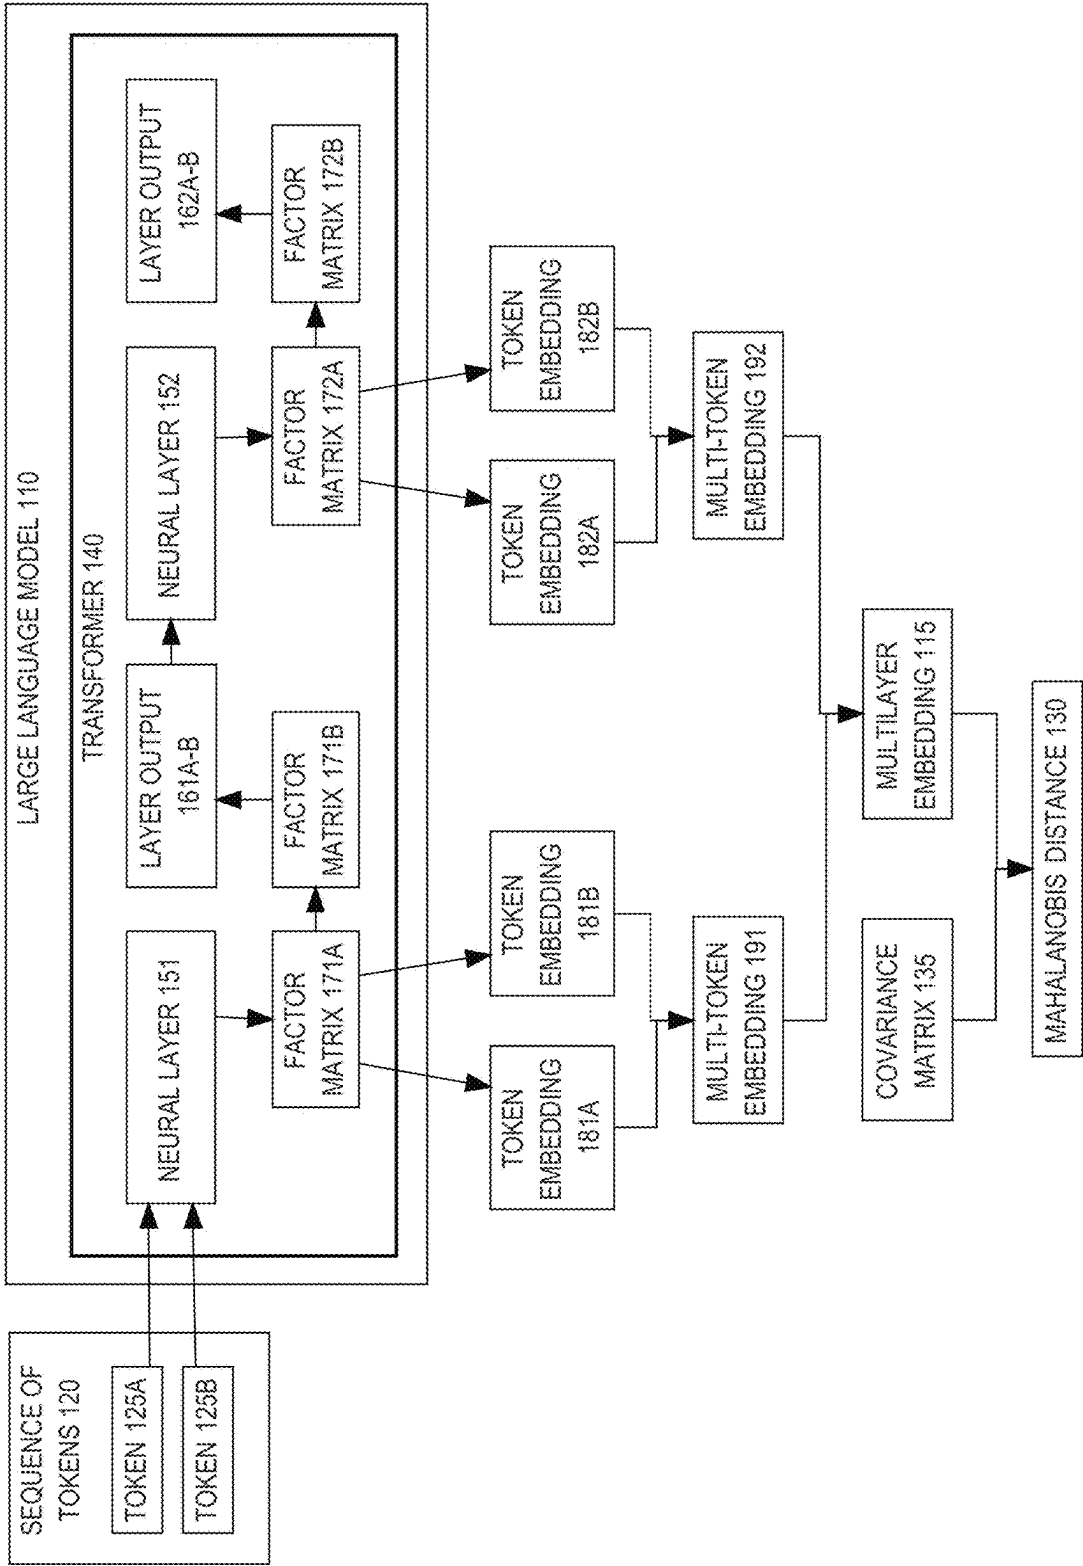 LARGE LANGUAGE MODEL 110
SEQUENCE OF
TOKENS 120
TOKEN 125A
TOKEN 125B
TRANSFORMER 140
NEURAL LAYER 151
LAYER OUTPUT
161A-B
NEURAL LAYER 152
LAYER OUTPUT
162A-B
FACTOR
MATRIX 171A
FACTOR
MATRIX 171B
FACTOR
MATRIX 172A
FACTOR
MATRIX 172B
TOKEN
EMBEDDING
181A
TOKEN
EMBEDDING
181B
TOKEN
EMBEDDING
182A
TOKEN
EMBEDDING
182B
MULTI-TOKEN
EMBEDDING 191
MULTI-TOKEN
EMBEDDING 192
COVARIANCE
MATRIX 135
MULTILAYER
EMBEDDING 115
MAHALANOBIS DISTANCE 130